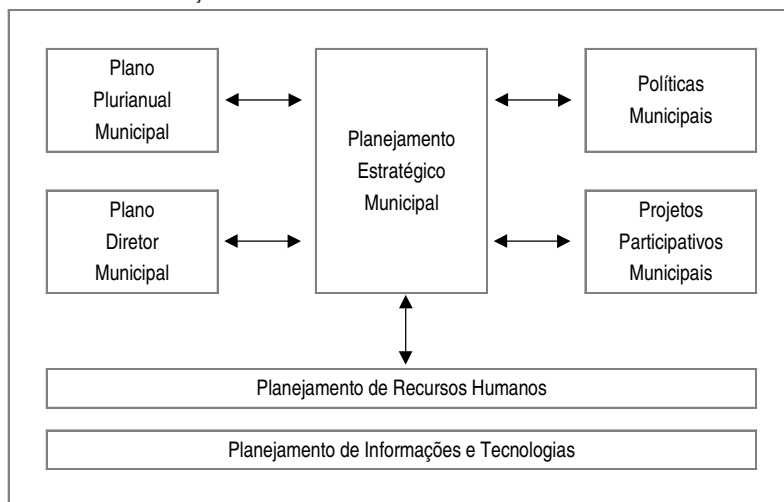 Plano
Plurianual
Municipal
Planejamento
Estratégico
Municipal
Políticas
Municipais
Plano
Diretor
Municipal
Projetos
Participativos
Municipais
Planejamento de Recursos Humanos
Planejamento de Informações e Tecnologias